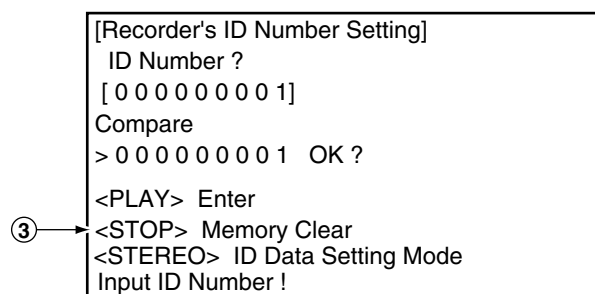 [Recorder's ID Number Setting]
ID Number ?
[ 0 0 0 0 0 0 0 0 1]
Compare
> 0 0 0 0 0 0 0 0 1 OK ?
<PLAY> Enter
③ <STOP> Memory Clear
<STEREO> ID Data Setting Mode
Input ID Number !